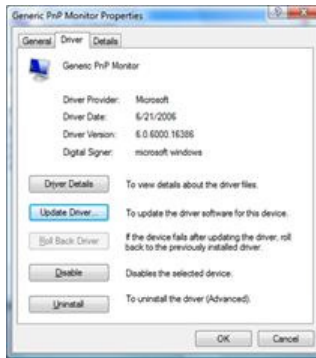 Generic PnP Monitor Properties
General Driver Details
Generic PnP Monitor
Driver Provider: Microsoft
Driver Date: 6/21/2006
Driver Version: 6.0.6000.16386
Digital Signer: microsoft windows
Driver Details To view details about the driver files.
Update Driver... To update the driver software for this device.
Roll Back Driver If the device fails after updating the driver, roll
back to the previously installed driver.
Disable Disables the selected device.
Uninstall To uninstall the driver (Advanced).
OK Cancel